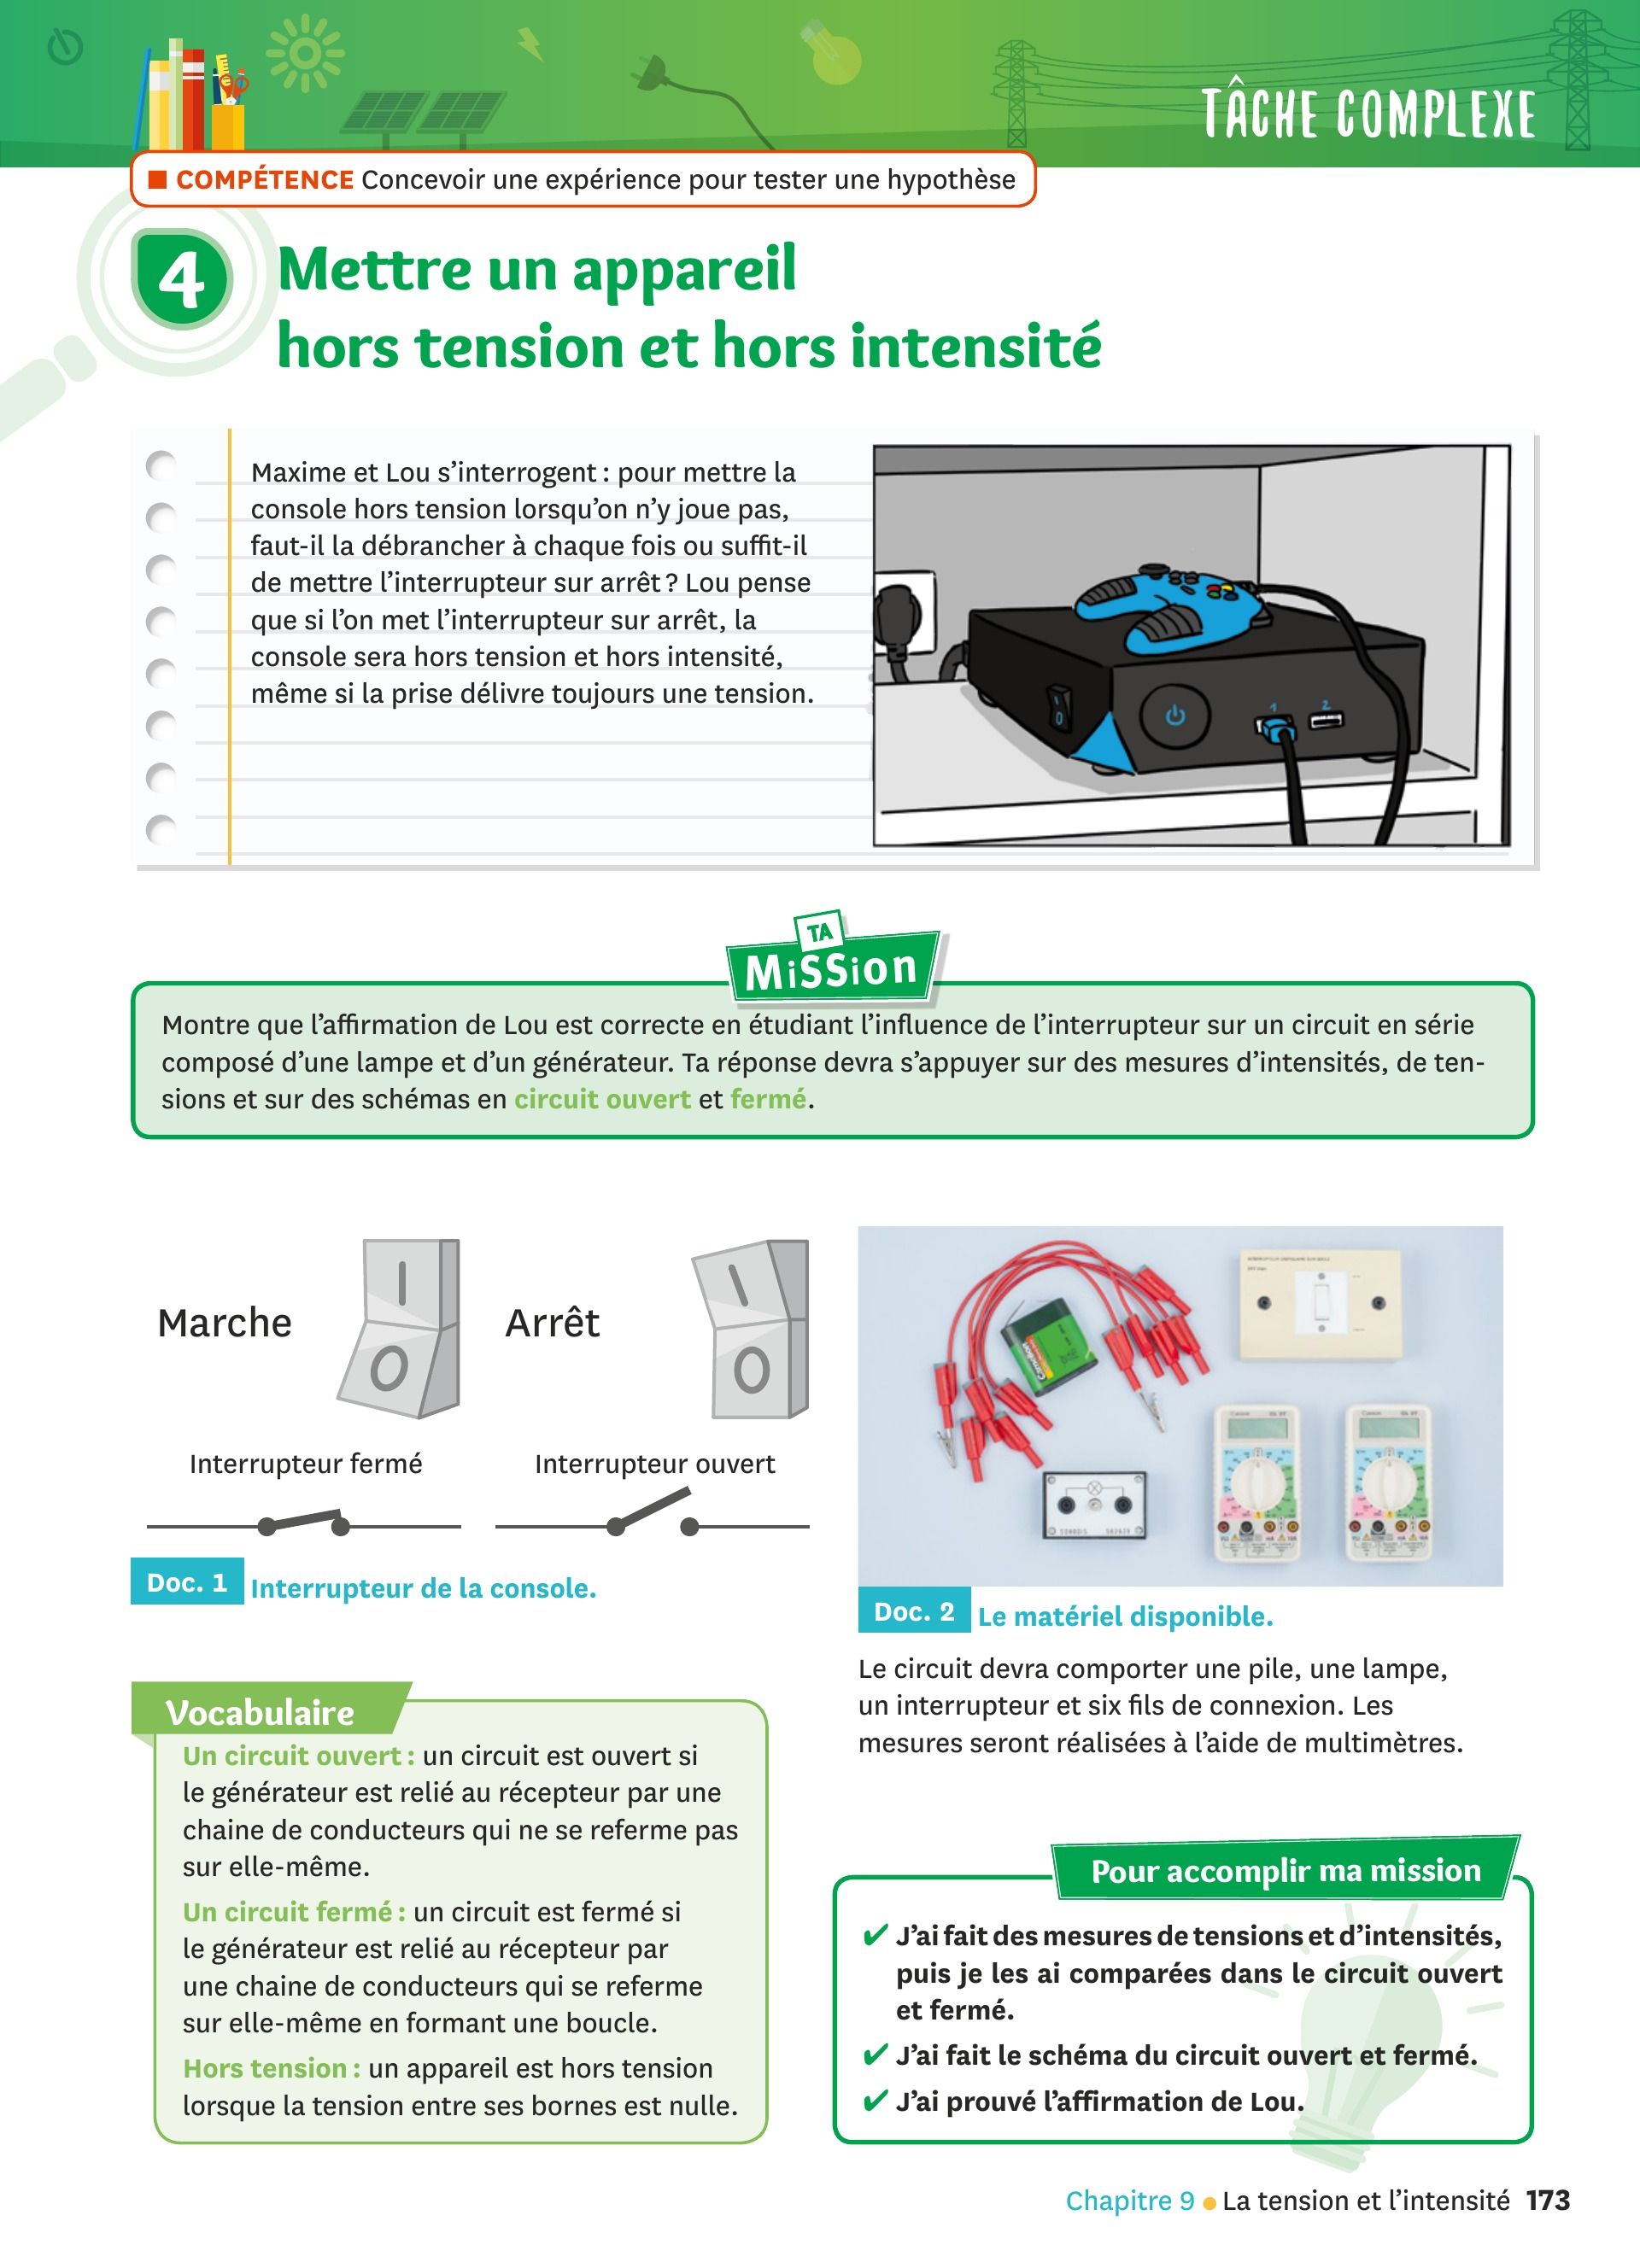 TÂCHE COMPLEXE
COMPÉTENCE Concevoir une expérience pour tester une hypothèse
4
Mettre un appareil
hors tension et hors intensité
Maxime et Lou s’interrogent : pour mettre la
console hors tension lorsqu’on n’y joue pas,
faut-il la débrancher à chaque fois ou suffit-il
de mettre l’interrupteur sur arrêt ? Lou pense
que si l’on met l’interrupteur sur arrêt, la
console sera hors tension et hors intensité,
même si la prise délivre toujours une tension.
1 2
TA
MiSSion
Montre que l’affirmation de Lou est correcte en étudiant l’influence de l’interrupteur sur un circuit en série
composé d’une lampe et d’un générateur. Ta réponse devra s’appuyer sur des mesures d’intensités, de ten-
sions et sur des schémas en circuit ouvert et fermé.
Marche
I
O
Arrêt
I
O
Interrupteur fermé
Interrupteur ouvert
Doc. 1 Interrupteur de la console.
Doc. 2 Le matériel disponible.
Le circuit devra comporter une pile, une lampe,
un interrupteur et six fils de connexion. Les
mesures seront réalisées à l’aide de multimètres.
Vocabulaire
Un circuit ouvert : un circuit est ouvert si
le générateur est relié au récepteur par une
chaine de conducteurs qui ne se referme pas
sur elle-même.
Un circuit fermé : un circuit est fermé si
le générateur est relié au récepteur par
une chaine de conducteurs qui se referme
sur elle-même en formant une boucle.
Hors tension : un appareil est hors tension
lorsque la tension entre ses bornes est nulle.
Pour accomplir ma mission
✔ J’ai fait des mesures de tensions et d’intensités,
puis je les ai comparées dans le circuit ouvert
et fermé.
✔ J’ai fait le schéma du circuit ouvert et fermé.
✔ J’ai prouvé l’affirmation de Lou.
Chapitre 9 • La tension et l’intensité 173